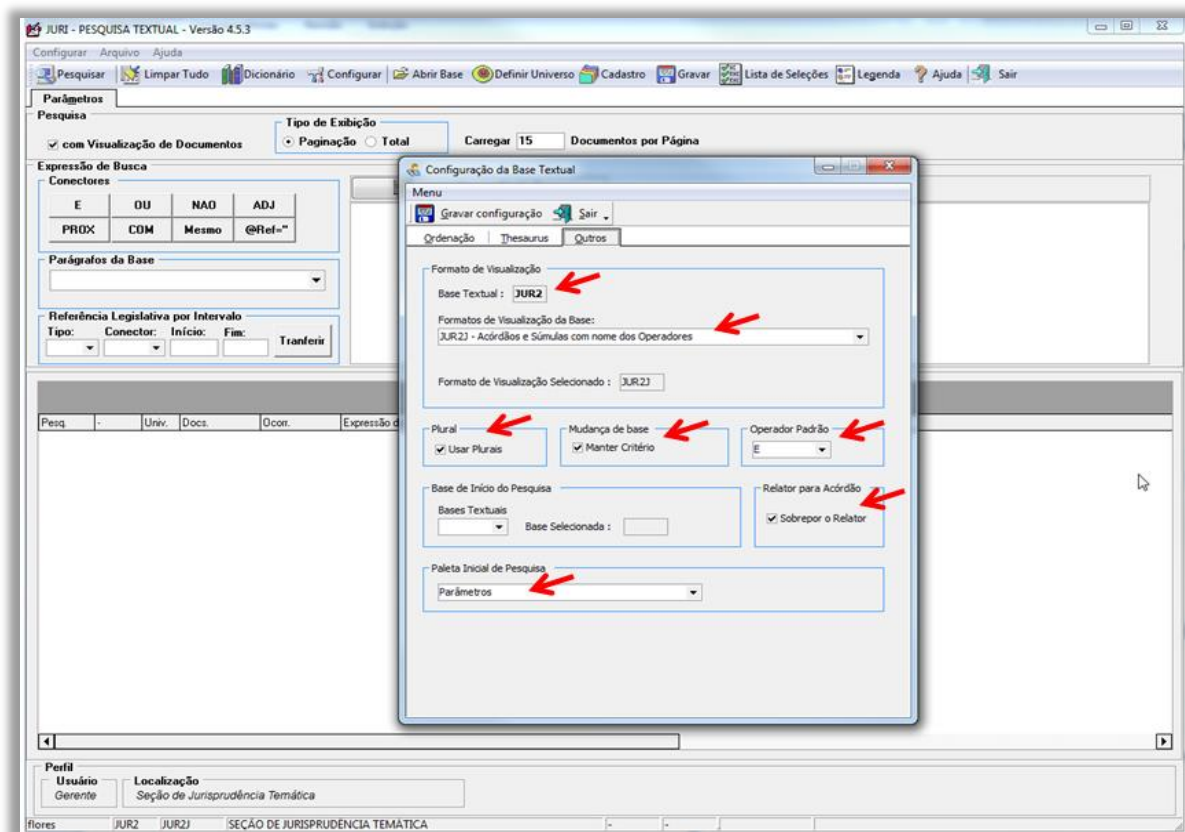 JURI - PESQUISA TEXTUAL - Versão 4.5.3
Configurar Arquivo Ajuda
Pesquisar Limpar Tudo Dicionário Configurar Abrir Base Definir Universo Cadastro Gravar Lista de Seleções Legenda Ajuda Sair
Parâmetros
Pesquisa
Tipo de Exibição
com Visualização de Documentos Paginação Total Carregar 15 Documentos por Página
Expressão de Busca
Conectores
E OU NAO ADJ
PROX COM Mesmo @Ref="
Parágrafos da Base
Referência Legislativa por Intervalo
Tipo: Conector: Início: Fim:
Tranferir
Pesq. - Univ. Docs. Ocorr. Expressão d
Configuração da Base Textual
Menu
Gravar configuração Sair
Ordenação Thesaurus Outros
Formato de Visualização
Base Textual : JUR2
Formatos de Visualização da Base:
JUR2J - Acórdãos e Súmulas com nome dos Operadores
Formato de Visualização Selecionado : JUR2J
Plural Mudança de base Operador Padrão
Usar Plurais Manter Critério E
Base de Início do Pesquisa Relator para Acórdão
Bases Textuais
Base Selecionada : Sobrepor o Relator
Paleta Inicial de Pesquisa
Parâmetros
Perfil
Usuário Localização
Gerente Seção de Jurisprudência Temática
flores JUR2 JUR2J SEÇÃO DE JURISPRUDÊNCIA TEMÁTICA - -